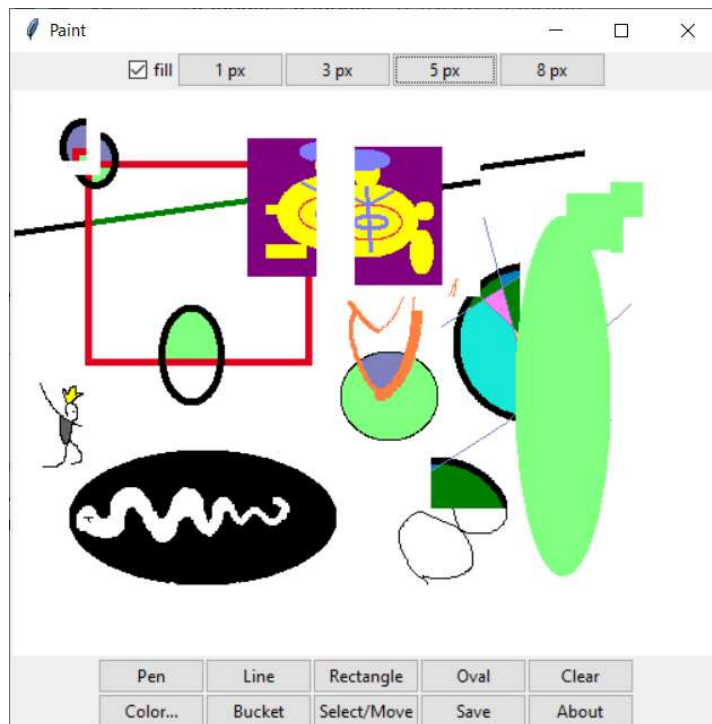 Paint
fill 1 px 3 px 5 px 8 px
Pen Line Rectangle Oval Clear
Color... Bucket Select/Move Save About